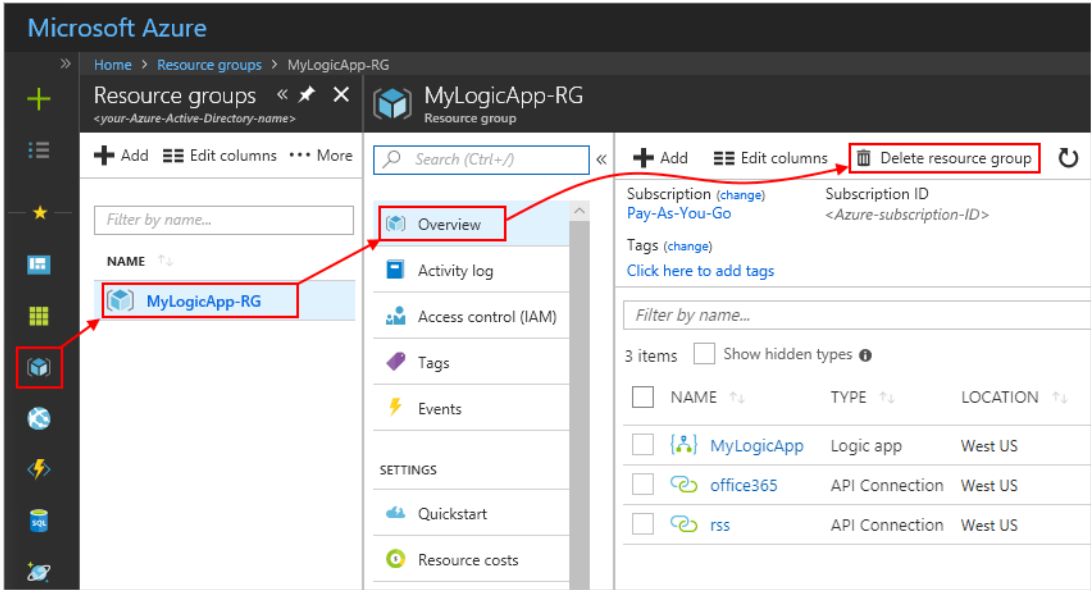 Microsoft Azure
Home > Resource groups > MyLogicApp-RG
Resource groups
<your-Azure-Active-Directory-name>
Add Edit columns More
Filter by name...
NAME
MyLogicApp-RG
MyLogicApp-RG
Resource group
Search (Ctrl+/)
Overview
Activity log
Access control (IAM)
Tags
Events
SETTINGS
Quickstart
Resource costs
Add Edit columns Delete resource group
Subscription (change) Subscription ID
Pay-As-You-Go <Azure-subscription-ID>
Tags (change)
Click here to add tags
Filter by name...
3 items Show hidden types
NAME TYPE LOCATION
MyLogicApp Logic app West US
office365 API Connection West US
rss API Connection West US
SQL